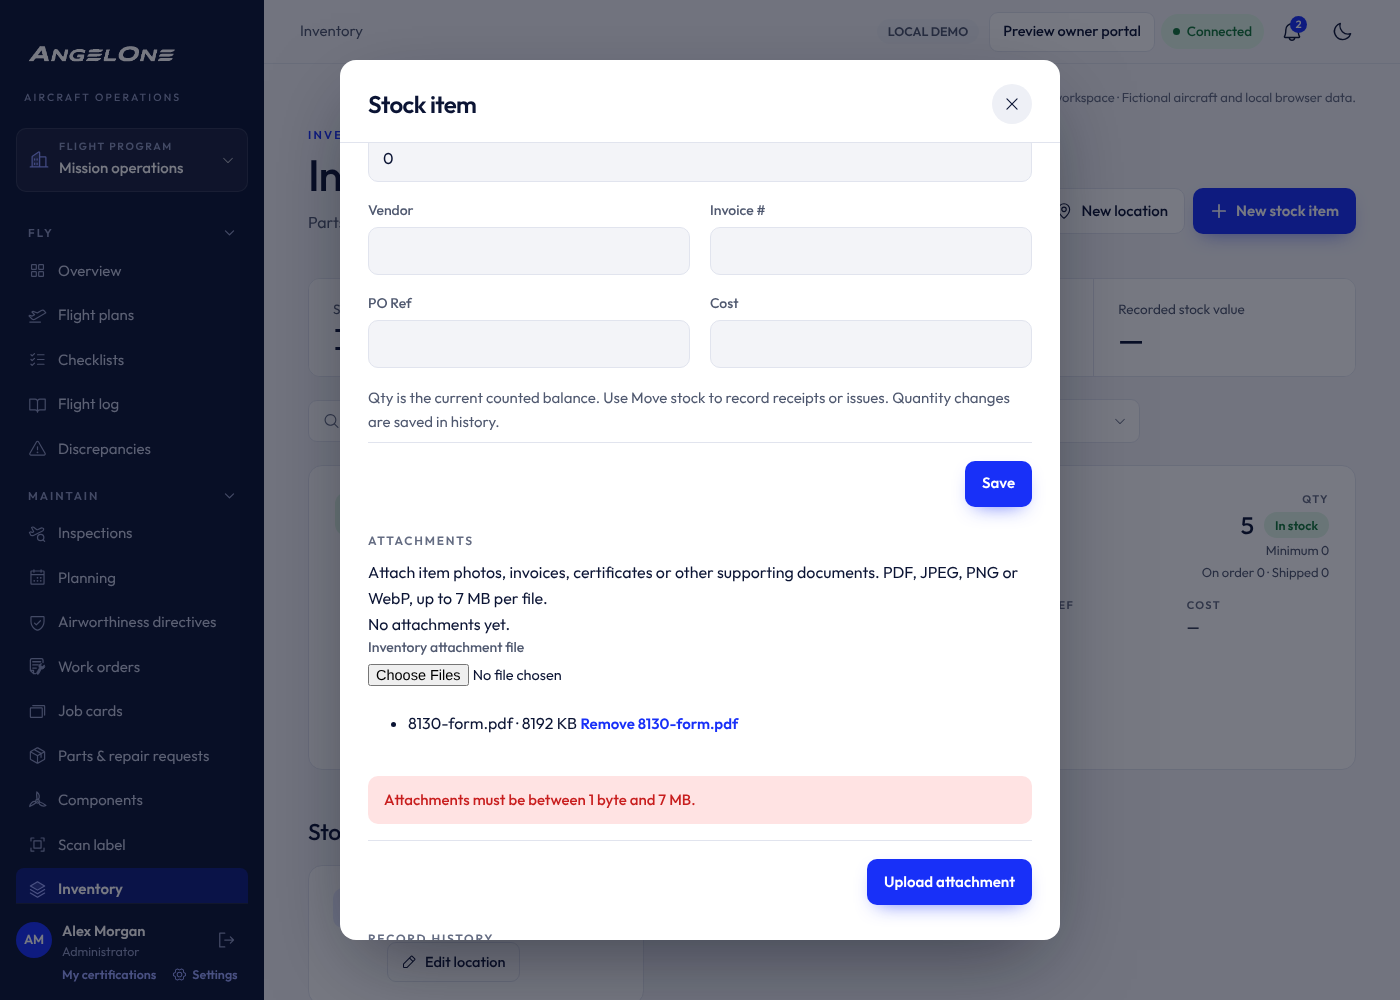 ANGELONE
AIRCRAFT OPERATIONS
FLIGHT PROGRAM
Mission operations
FLY
Overview
Flight plans
Checklists
Flight log
Discrepancies
MAINTAIN
Inspections
Planning
Airworthiness directives
Work orders
Job cards
Parts & repair requests
Components
Scan label
Inventory
AM
Alex Morgan
Administrator
My certifications
Settings
Inventory
LOCAL DEMO
Preview owner portal
Connected
2
· Fictional aircraft and local browser data.
New location
New stock item
Recorded stock value
—
QTY
5 In stock
Minimum 0
On order 0 · Shipped 0
COST
—
Edit location
Stock item
0
Vendor
Invoice #
PO Ref
Cost
Qty is the current counted balance. Use Move stock to record receipts or issues. Quantity changes
are saved in history.
Save
ATTACHMENTS
Attach item photos, invoices, certificates or other supporting documents. PDF, JPEG, PNG or
WebP, up to 7 MB per file.
No attachments yet.
Inventory attachment file
Choose Files No file chosen
8130-form.pdf · 8192 KB Remove 8130-form.pdf
Attachments must be between 1 byte and 7 MB.
Upload attachment
RECORD HISTORY